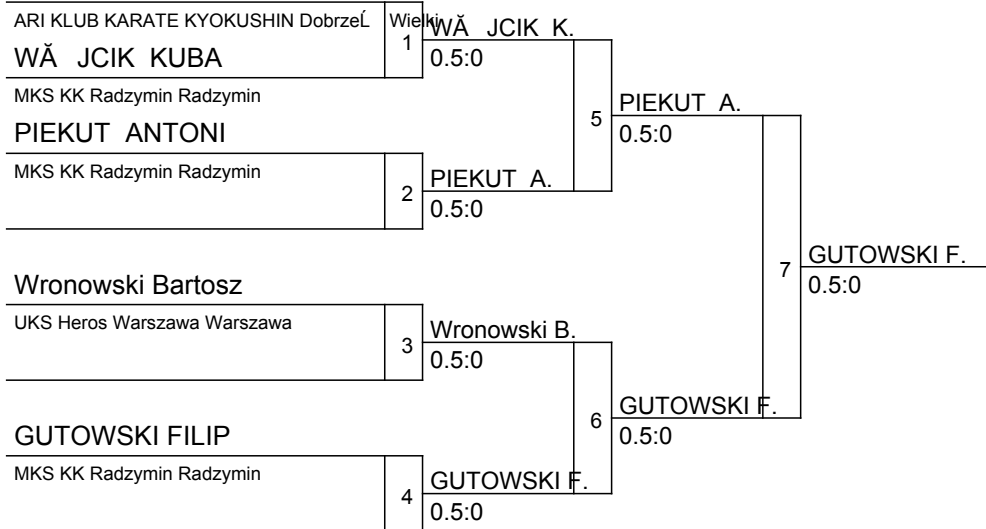 ARI KLUB KARATE KYOKUSHIN DobrzeĹ Wielki
1
WĂ JCIK K.
WĂ JCIK KUBA
0.5:0
MKS KK Radzymin Radzymin
PIEKUT A.
5
0.5:0
PIEKUT ANTONI
MKS KK Radzymin Radzymin
2
PIEKUT A.
0.5:0
GUTOWSKI F.
7
0.5:0
Wronowski Bartosz
UKS Heros Warszawa Warszawa
3
Wronowski B.
0.5:0
GUTOWSKI F.
6
0.5:0
GUTOWSKI FILIP
MKS KK Radzymin Radzymin
4
GUTOWSKI F.
0.5:0